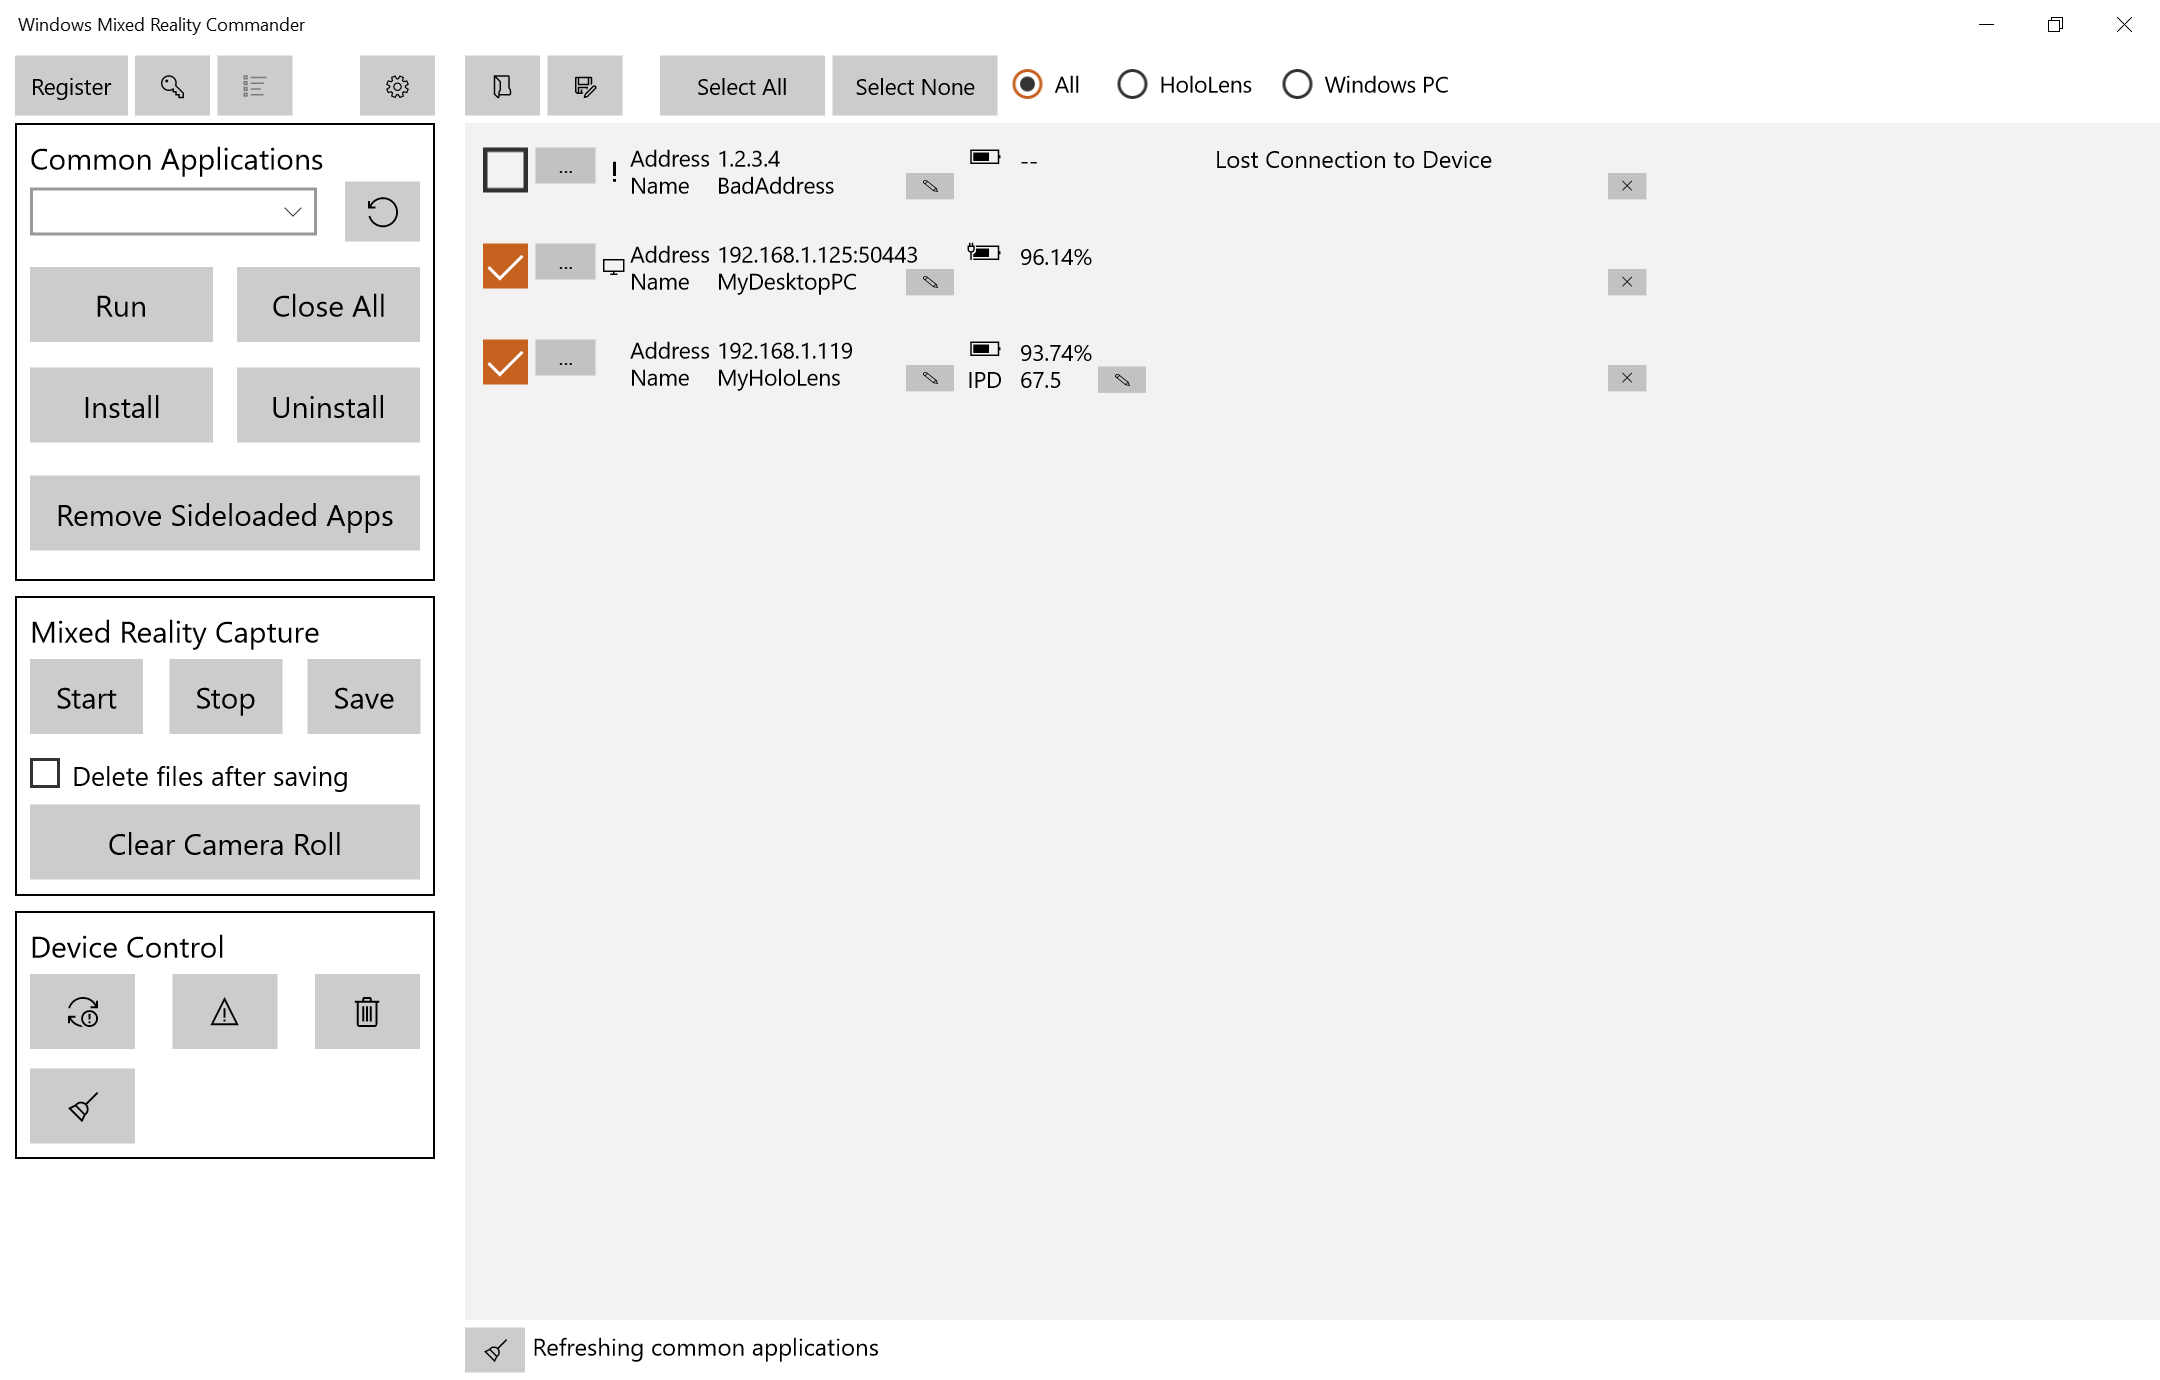 Windows Mixed Reality Commander
Register
Select All
Select None
All
HoloLens
Windows PC
Common Applications
Run
Close All
Install
Uninstall
Remove Sideloaded Apps
Mixed Reality Capture
Start
Stop
Save
Delete files after saving
Clear Camera Roll
Device Control
... ! Address 1.2.3.4 -- Lost Connection to Device
Name BadAddress
... Address 192.168.1.125:50443 96.14%
Name MyDesktopPC
... Address 192.168.1.119 93.74%
Name MyHoloLens IPD 67.5
Refreshing common applications